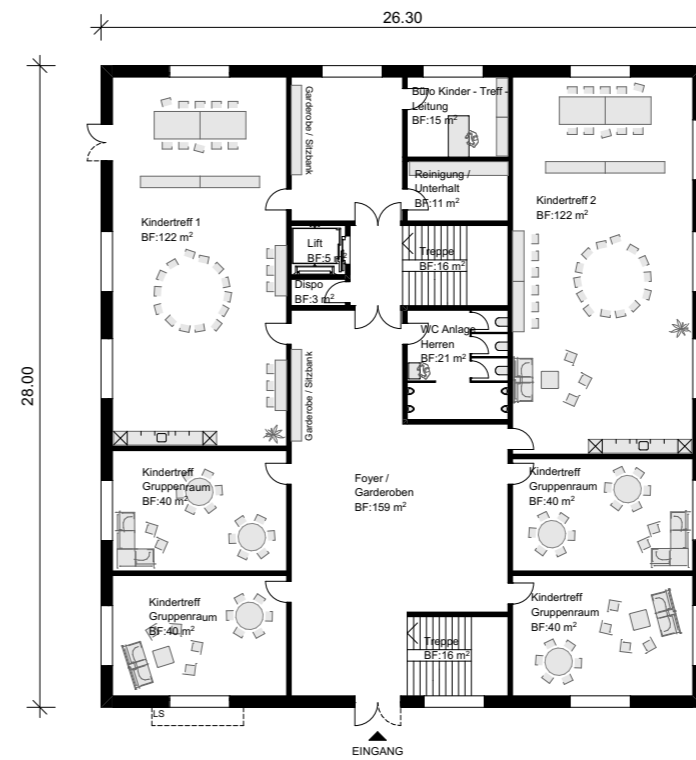 26.30
28.00
Garderobe / Sitzbank
Büro Kinder - Treff -
Leitung
BF:15 m²
Reinigung /
Unterhalt
BF:11 m²
Kindertreff 1
BF:122 m²
Kindertreff 2
BF:122 m²
Lift
BF:5 m²
Treppe
BF:16 m²
Dispo
BF:3 m²
WC Anlage
Herren
BF:21 m²
Garderobe / Sitzbank
Kindertreff
Gruppenraum
BF:40 m²
Foyer /
Garderoben
BF:159 m²
Kindertreff
Gruppenraum
BF:40 m²
Kindertreff
Gruppenraum
BF:40 m²
Kindertreff
Gruppenraum
BF:40 m²
Treppe
BF:16 m²
LS
EINGANG